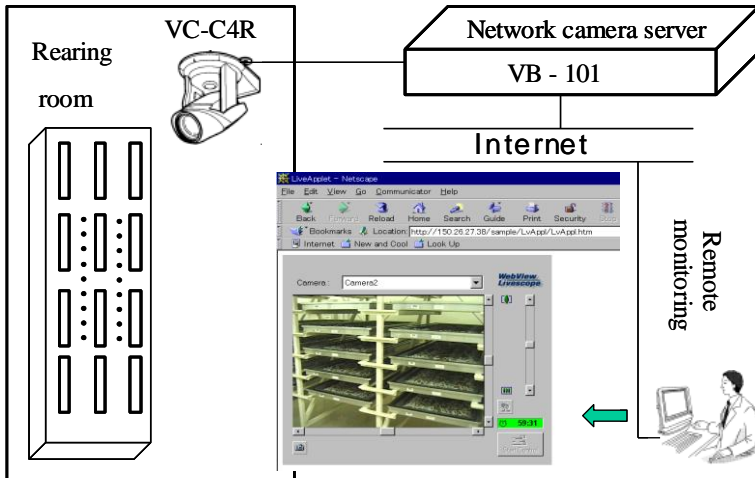 Rearing
room
VC-C4R
Network camera server
VB - 101
Internet
LiveApplet - Netscape
File Edit View Go Communicator Help
Back Forward Reload Home Search Guide Print Security Stop
Bookmarks Location: http://150.26.27.38/sample/LvAppl/LvAppl.htm
Internet New and Cool Look Up
Camera: Camera2
WebView
Livescope
59:31
Remote
monitoring